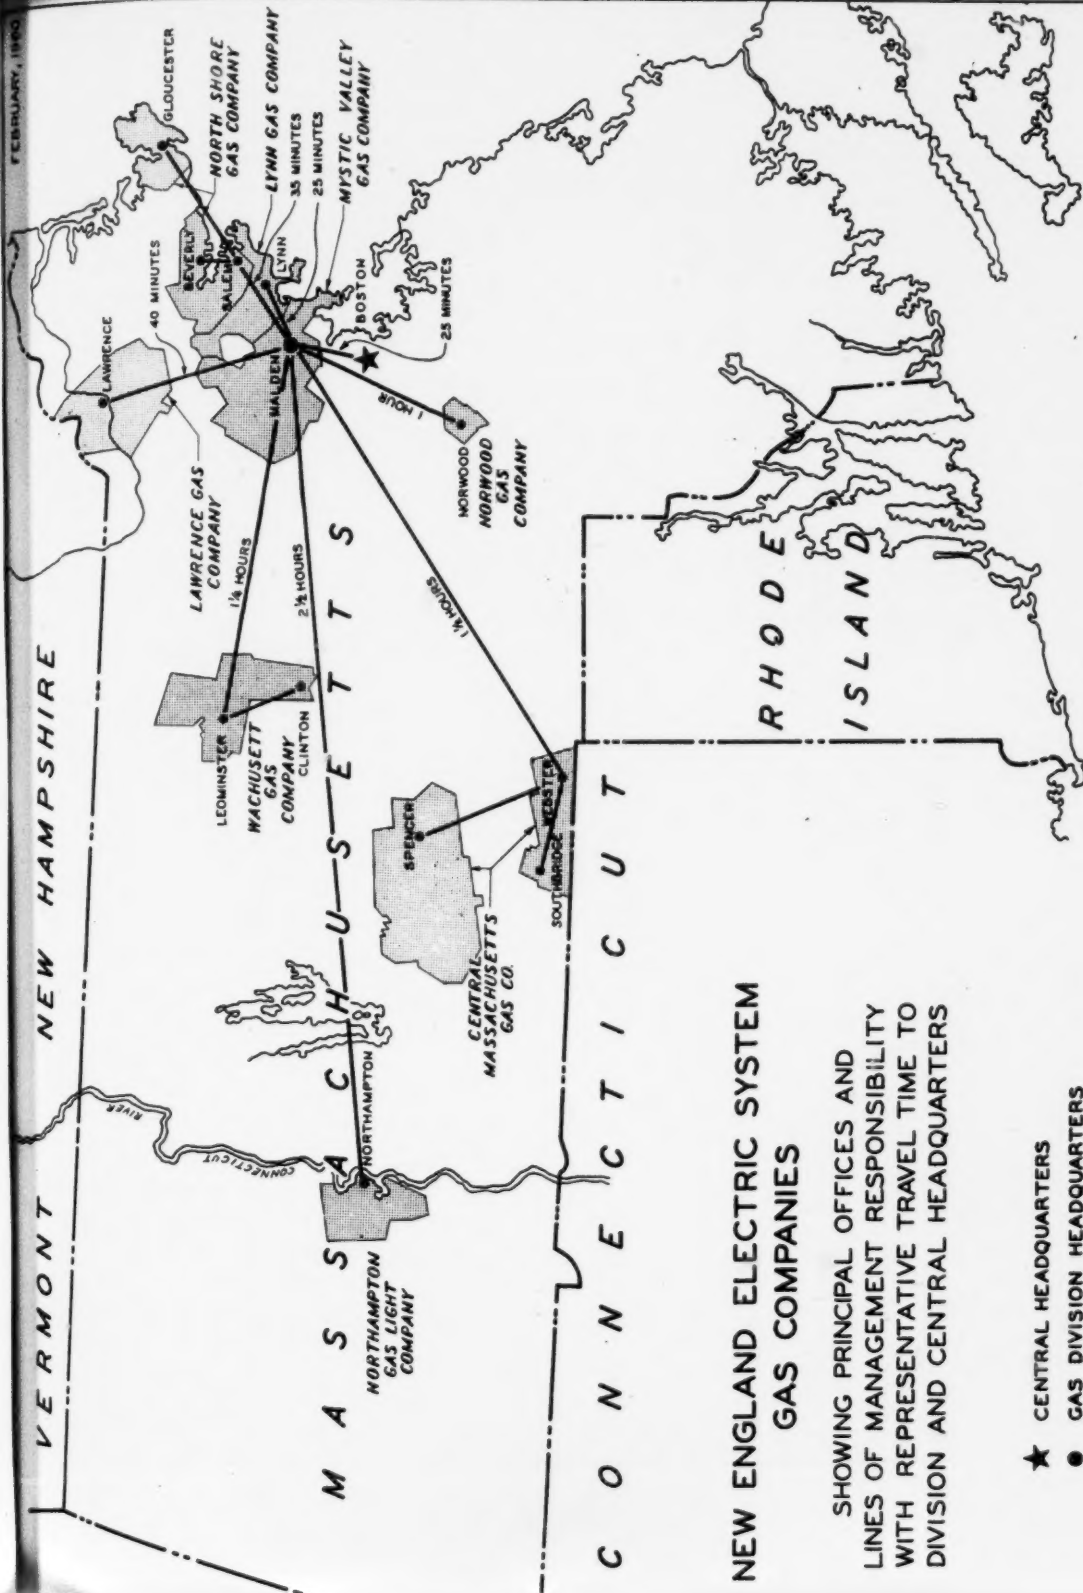 FEBRUARY, 1960
VERMONT
NEW HAMPSHIRE
MASSACHUSETTS
CONNECTICUT
RHODE
ISLAND
CONNECTICUT
RIVER
GLOUCESTER
NORTH SHORE
GAS COMPANY
LYNN GAS COMPANY
35 MINUTES
25 MINUTES
MYSTIC VALLEY
GAS COMPANY
BEVERLY
SALEM
LYNN
BOSTON
25 MINUTES
40 MINUTES
LAWRENCE
MALDEN
1 HOUR
NORWOOD
NORWOOD
GAS
COMPANY
LAWRENCE GAS
COMPANY
1¼ HOURS
2½ HOURS
LEOMINSTER
WACHUSETT
GAS
COMPANY
CLINTON
SPENCER
WEBSTER
SOUTHBRIDGE
CENTRAL
MASSACHUSETTS
GAS CO.
NORTHAMPTON
NORTHAMPTON
GAS LIGHT
COMPANY
HOURS
NEW ENGLAND ELECTRIC SYSTEM
GAS COMPANIES
SHOWING PRINCIPAL OFFICES AND
LINES OF MANAGEMENT RESPONSIBILITY
WITH REPRESENTATIVE TRAVEL TIME TO
DIVISION AND CENTRAL HEADQUARTERS
★ CENTRAL HEADQUARTERS
● GAS DIVISION HEADQUARTERS